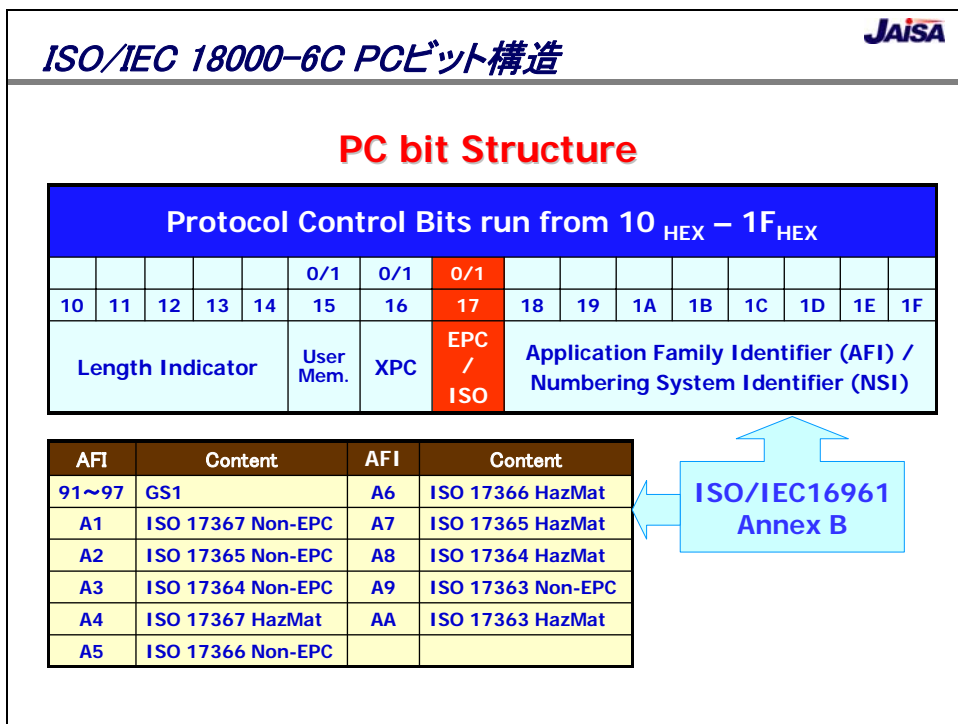 JAISA
ISO/IEC 18000-6C PCビット構造
PC bit Structure
Protocol Control Bits run from 10 HEX – 1FHEX
0/1 0/1 0/1
10 11 12 13 14 15 16 17 18 19 1A 1B 1C 1D 1E 1F
Length Indicator
User
Mem.
XPC
EPC
/
ISO
Application Family Identifier (AFI) /
Numbering System Identifier (NSI)
AFI Content AFI Content
91～97 GS1 A6 ISO 17366 HazMat
A1 ISO 17367 Non-EPC A7 ISO 17365 HazMat
A2 ISO 17365 Non-EPC A8 ISO 17364 HazMat
A3 ISO 17364 Non-EPC A9 ISO 17363 Non-EPC
A4 ISO 17367 HazMat AA ISO 17363 HazMat
A5 ISO 17366 Non-EPC
ISO/IEC16961
Annex B